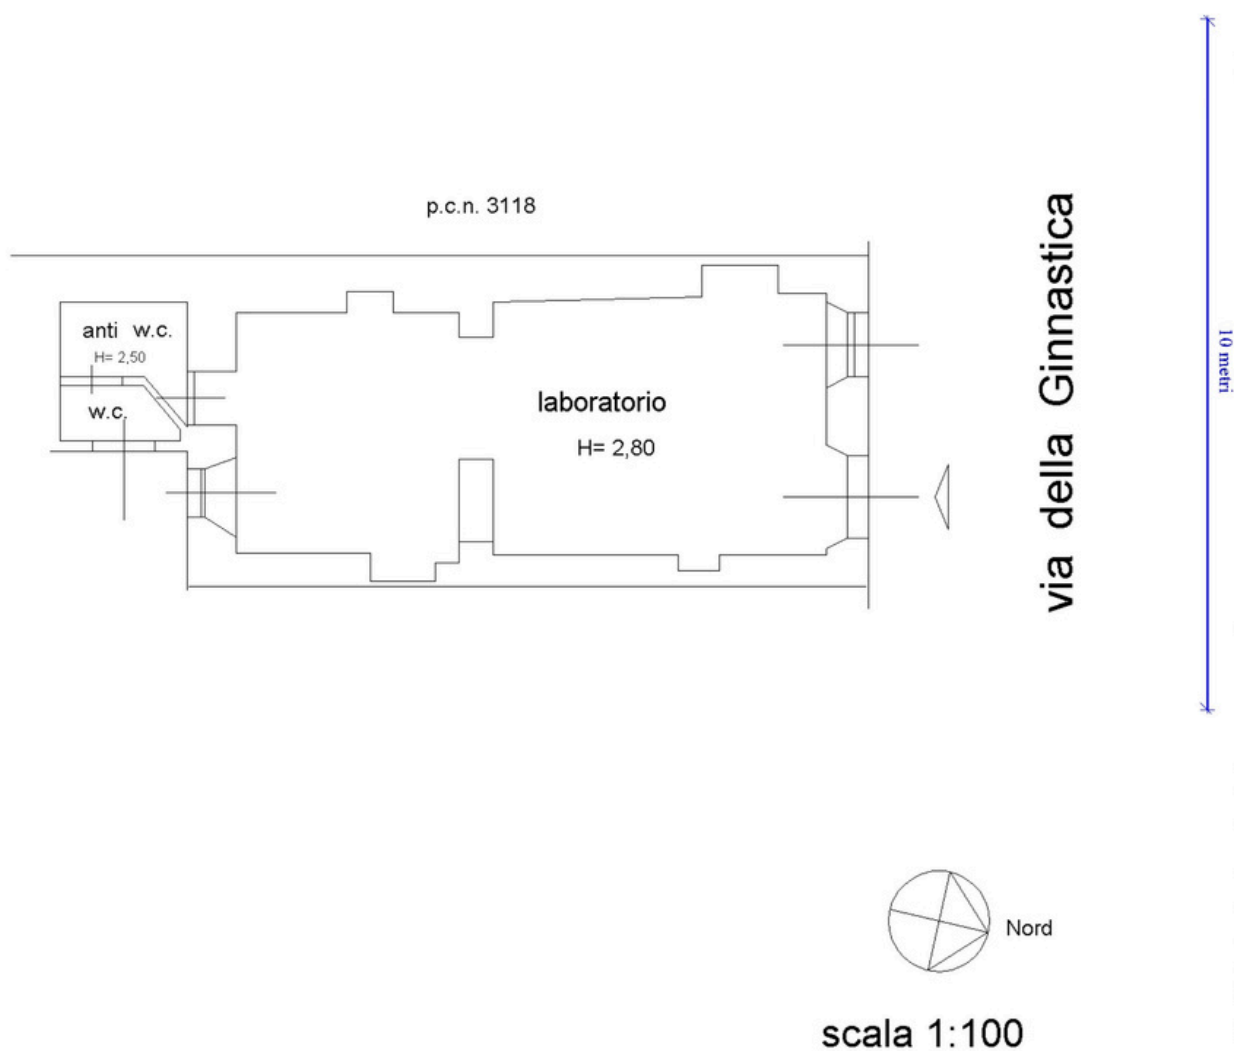 p.c.n. 3118
anti w.c.
H= 2,50
w.c.
laboratorio
H= 2,80
via della Ginnastica
10 metri
Nord
scala 1:100